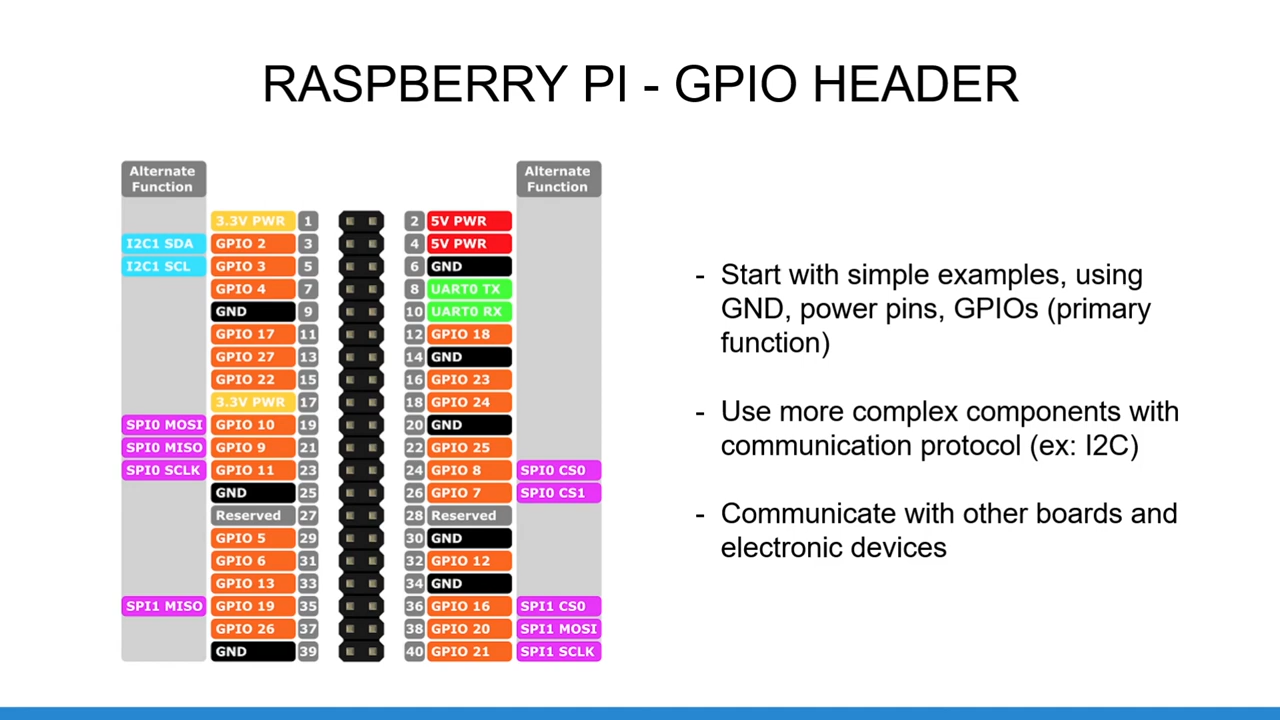 RASPBERRY PI - GPIO HEADER
Alternate
Function
Alternate
Function
3.3V PWR 1 2 5V PWR
I2C1 SDA GPIO 2 3 4 5V PWR
I2C1 SCL GPIO 3 5 6 GND
GPIO 4 7 8 UART0 TX
GND 9 10 UART0 RX
GPIO 17 11 12 GPIO 18
GPIO 27 13 14 GND
GPIO 22 15 16 GPIO 23
3.3V PWR 17 18 GPIO 24
SPI0 MOSI GPIO 10 19 20 GND
SPI0 MISO GPIO 9 21 22 GPIO 25
SPI0 SCLK GPIO 11 23 24 GPIO 8 SPI0 CS0
GND 25 26 GPIO 7 SPI0 CS1
Reserved 27 28 Reserved
GPIO 5 29 30 GND
GPIO 6 31 32 GPIO 12
GPIO 13 33 34 GND
SPI1 MISO GPIO 19 35 36 GPIO 16 SPI1 CS0
GPIO 26 37 38 GPIO 20 SPI1 MOSI
GND 39 40 GPIO 21 SPI1 SCLK
- Start with simple examples, using
GND, power pins, GPIOs (primary
function)
- Use more complex components with
communication protocol (ex: I2C)
- Communicate with other boards and
electronic devices